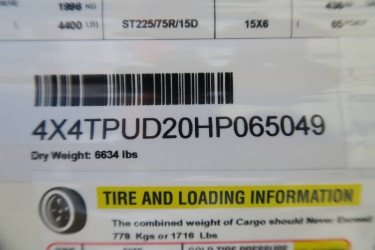 1996 KG
4400 LB) ST225/75R/15D 15X6
4X4TPUD20HP065049
Dry Weight: 6634 lbs
TIRE AND LOADING INFORMATION
The combined weight of Cargo should Never Exceed
778 Kgs or 1716 Lbs